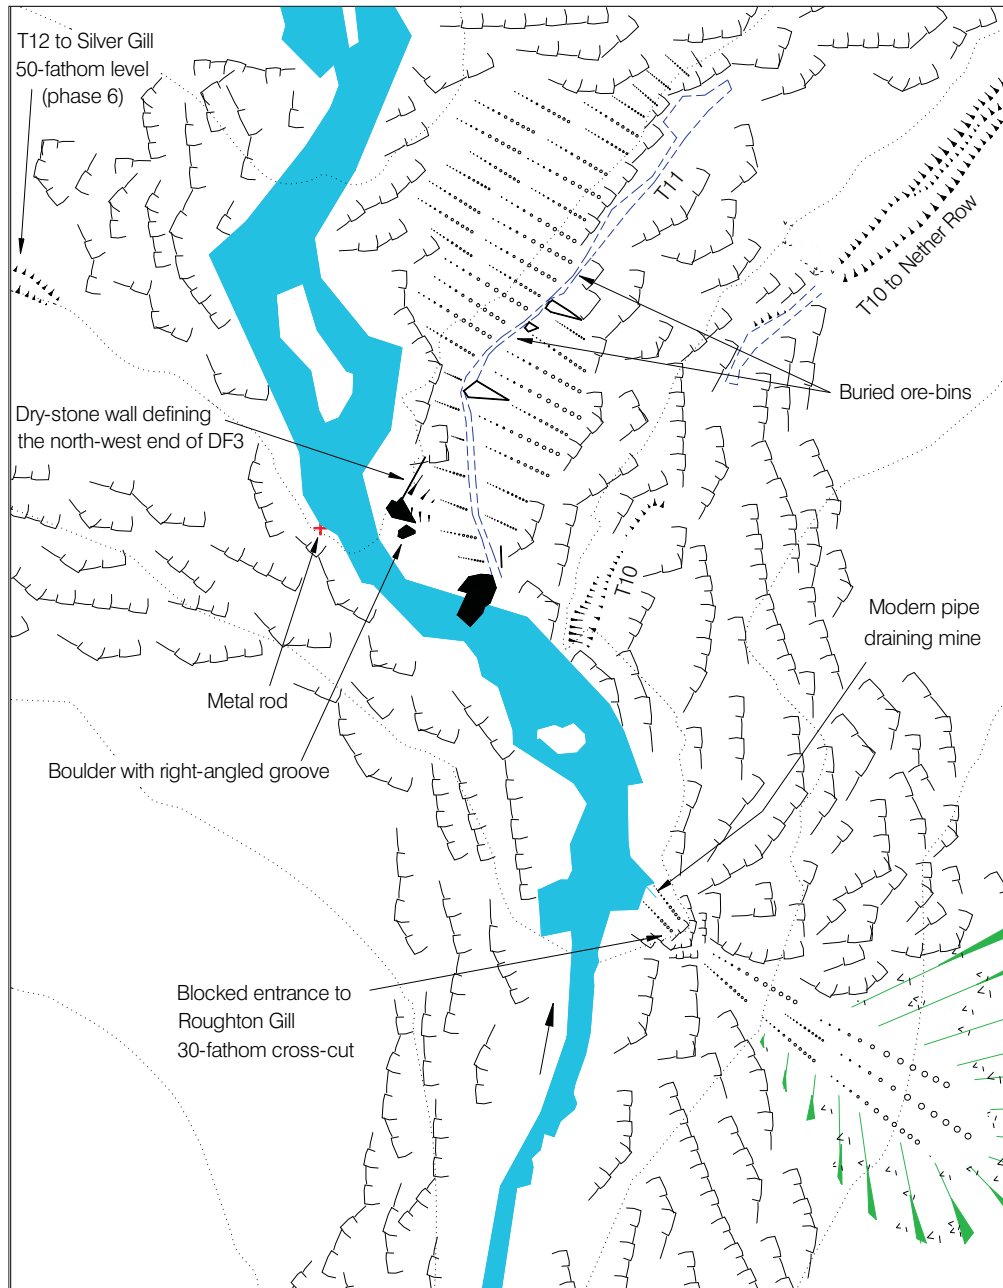 T12 to Silver Gill
50-fathom level
(phase 6)
T11
T10 to Nether Row
Buried ore-bins
Dry-stone wall defining
the north-west end of DF3
T10
Modern pipe
draining mine
Metal rod
Boulder with right-angled groove
Blocked entrance to
Roughton Gill
30-fathom cross-cut